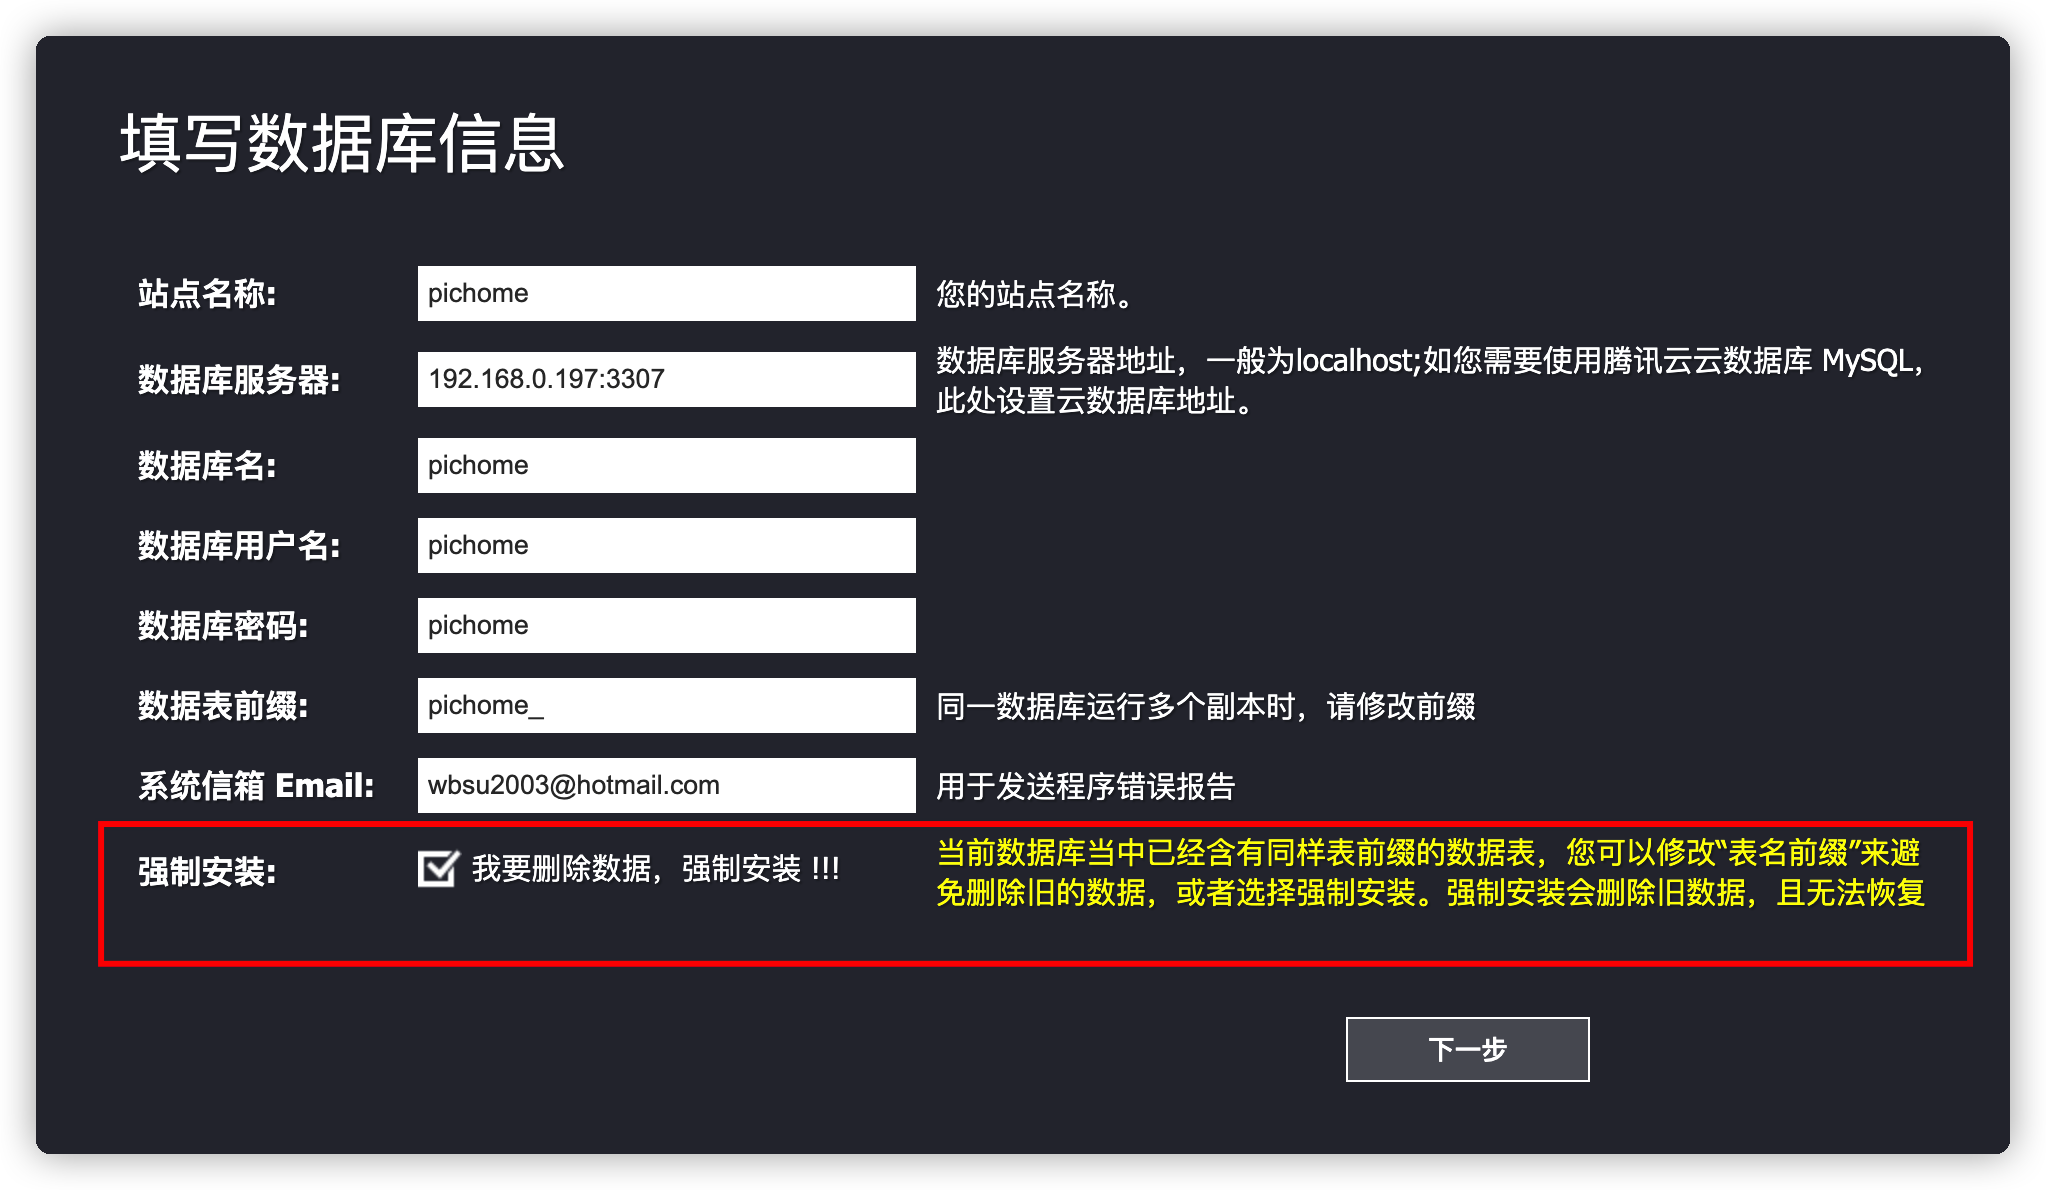 填写数据库信息
站点名称: pichome 您的站点名称。
数据库服务器: 192.168.0.197:3307 数据库服务器地址，一般为localhost;如您需要使用腾讯云云数据库 MySQL，
此处设置云数据库地址。
数据库名: pichome
数据库用户名: pichome
数据库密码: pichome
数据表前缀: pichome_ 同一数据库运行多个副本时，请修改前缀
系统信箱 Email: wbsu2003@hotmail.com 用于发送程序错误报告
强制安装: 我要删除数据，强制安装 !!! 当前数据库当中已经含有同样表前缀的数据表，您可以修改“表名前缀”来避
免删除旧的数据，或者选择强制安装。强制安装会删除旧数据，且无法恢复
下一步